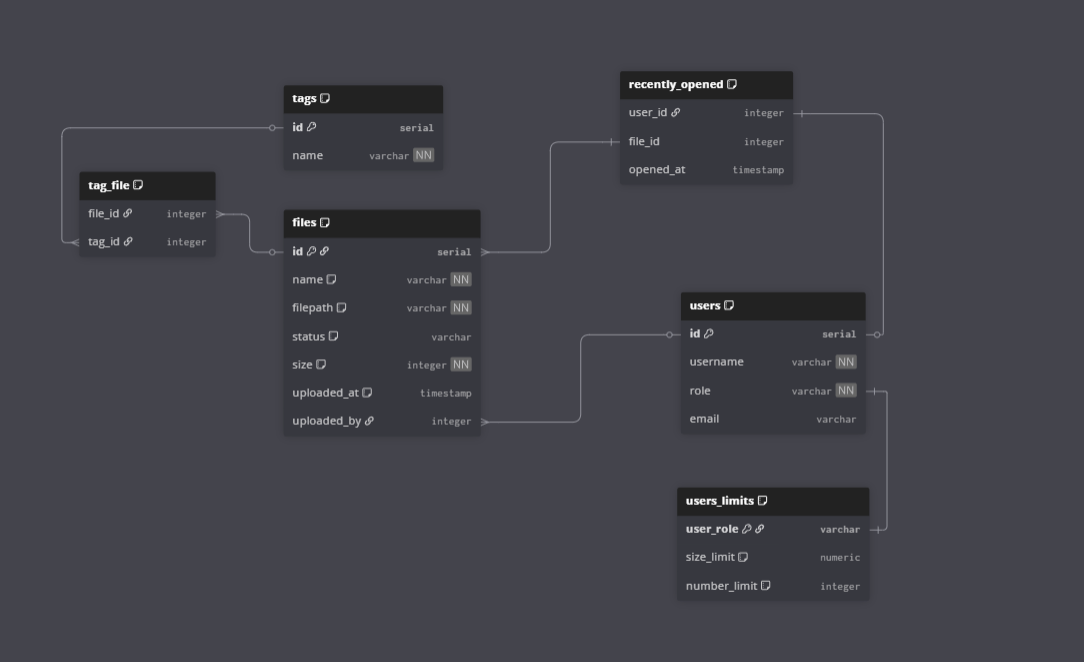 tags
id serial
name varchar NN
tag_file
file_id integer
tag_id integer
files
id serial
name varchar NN
filepath varchar NN
status varchar
size integer NN
uploaded_at timestamp
uploaded_by integer
recently_opened
user_id integer
file_id integer
opened_at timestamp
users
id serial
username varchar NN
role varchar NN
email varchar
users_limits
user_role varchar
size_limit numeric
number_limit integer